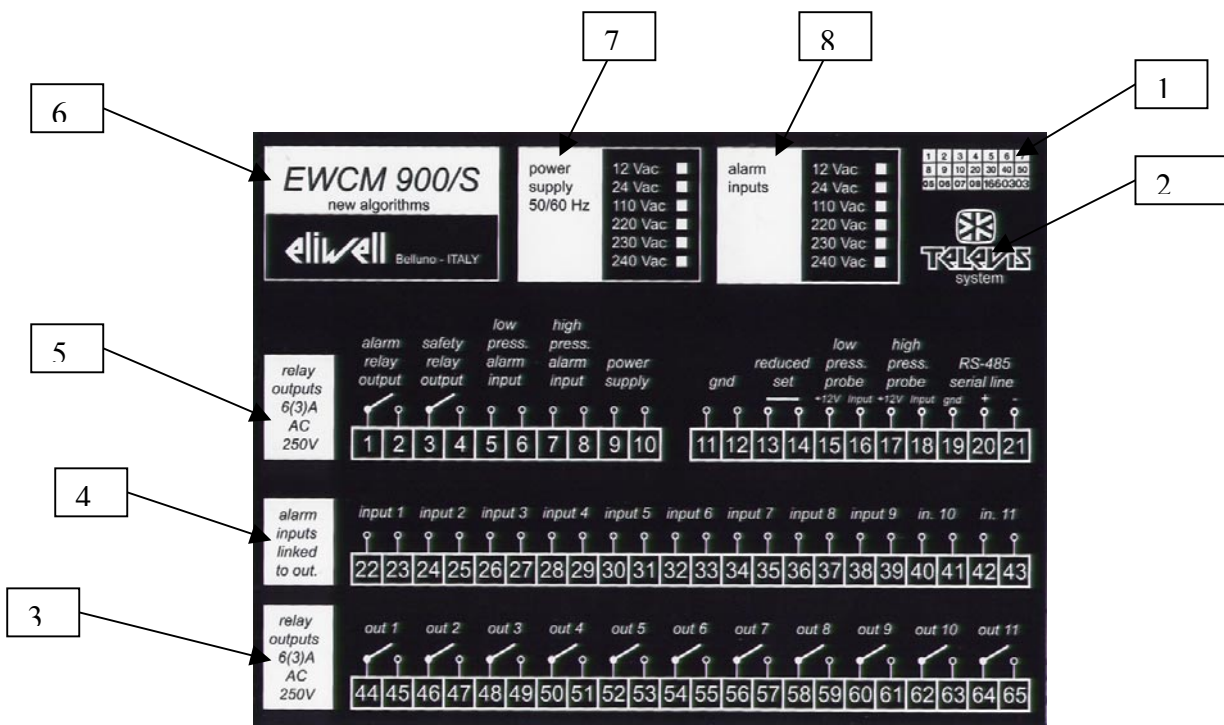 7
8
1
6
2
EWCM 900/S
new algorithms
eliwell Belluno - ITALY
power
supply
50/60 Hz
12 Vac
24 Vac
110 Vac
220 Vac
230 Vac
240 Vac
alarm
inputs
12 Vac
24 Vac
110 Vac
220 Vac
230 Vac
240 Vac
1 2 3 4 5 6
8 9 10 20 30 40 50
05 06 07 08 1660303
TELEVIS
system
5
relay
outputs
6(3)A
AC
250V
alarm
relay
output
safety
relay
output
low
press.
alarm
input
high
press.
alarm
input
power
supply
gnd
reduced
set
low
press.
probe
+12V Input
high
press.
probe
+12V Input
RS-485
serial line
gnd + -
1 2 3 4 5 6 7 8 9 10 11 12 13 14 15 16 17 18 19 20 21
4
alarm
inputs
linked
to out.
input 1 input 2 input 3 input 4 input 5 input 6 input 7 input 8 input 9 in. 10 in. 11
22 23 24 25 26 27 28 29 30 31 32 33 34 35 36 37 38 39 40 41 42 43
3
relay
outputs
6(3)A
AC
250V
out 1 out 2 out 3 out 4 out 5 out 6 out 7 out 8 out 9 out 10 out 11
44 45 46 47 48 49 50 51 52 53 54 55 56 57 58 59 60 61 62 63 64 65